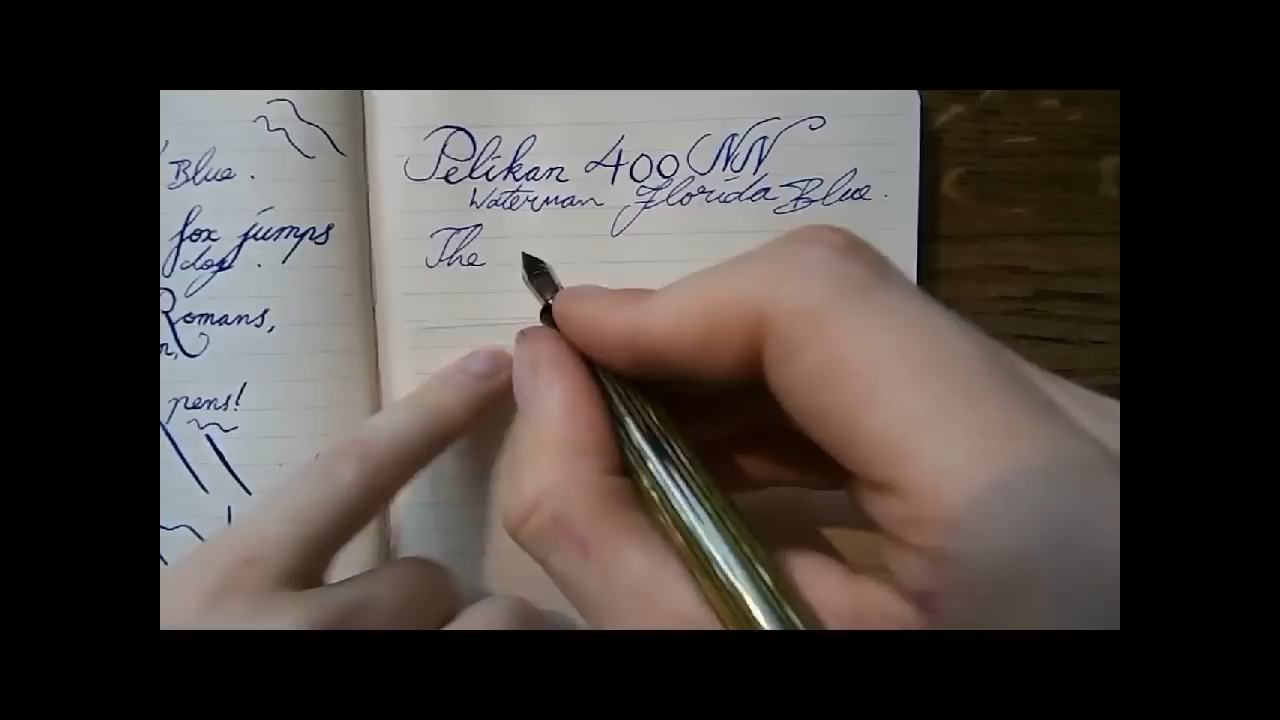 Blue.
fox jumps
dog.
Romans,
pens!
Pelikan 400 NN
Waterman Florida Blue.
The